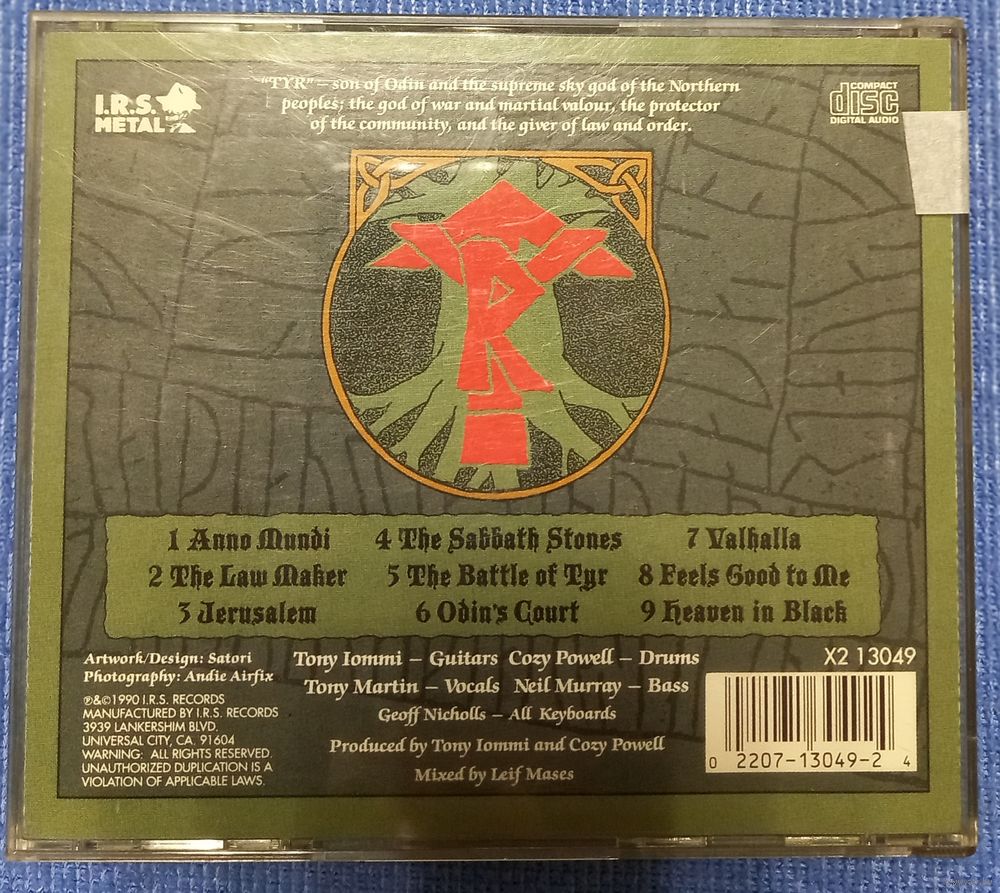 I.R.S.
METAL
"TYR" – son of Odin and the supreme sky god of the Northern
peoples; the god of war and martial valour, the protector
of the community, and the giver of law and order.
COMPACT
disc
DIGITAL AUDIO
1 Anno Mundi
2 The Law Maker
3 Jerusalem
4 The Sabbath Stones
5 The Battle of Tyr
6 Odin's Court
7 Valhalla
8 Feels Good to Me
9 Heaven in Black
Artwork/Design: Satori
Photography: Andie Airfix
℗&©1990 I.R.S. RECORDS
MANUFACTURED BY I.R.S. RECORDS
3939 LANKERSHIM BLVD.
UNIVERSAL CITY, CA. 91604
WARNING: ALL RIGHTS RESERVED.
UNAUTHORIZED DUPLICATION IS A
VIOLATION OF APPLICABLE LAWS.
Tony Iommi – Guitars Cozy Powell – Drums
Tony Martin – Vocals Neil Murray – Bass
Geoff Nicholls – All Keyboards
Produced by Tony Iommi and Cozy Powell
Mixed by Leif Mases
X2 13049
0 2207-13049-2 4